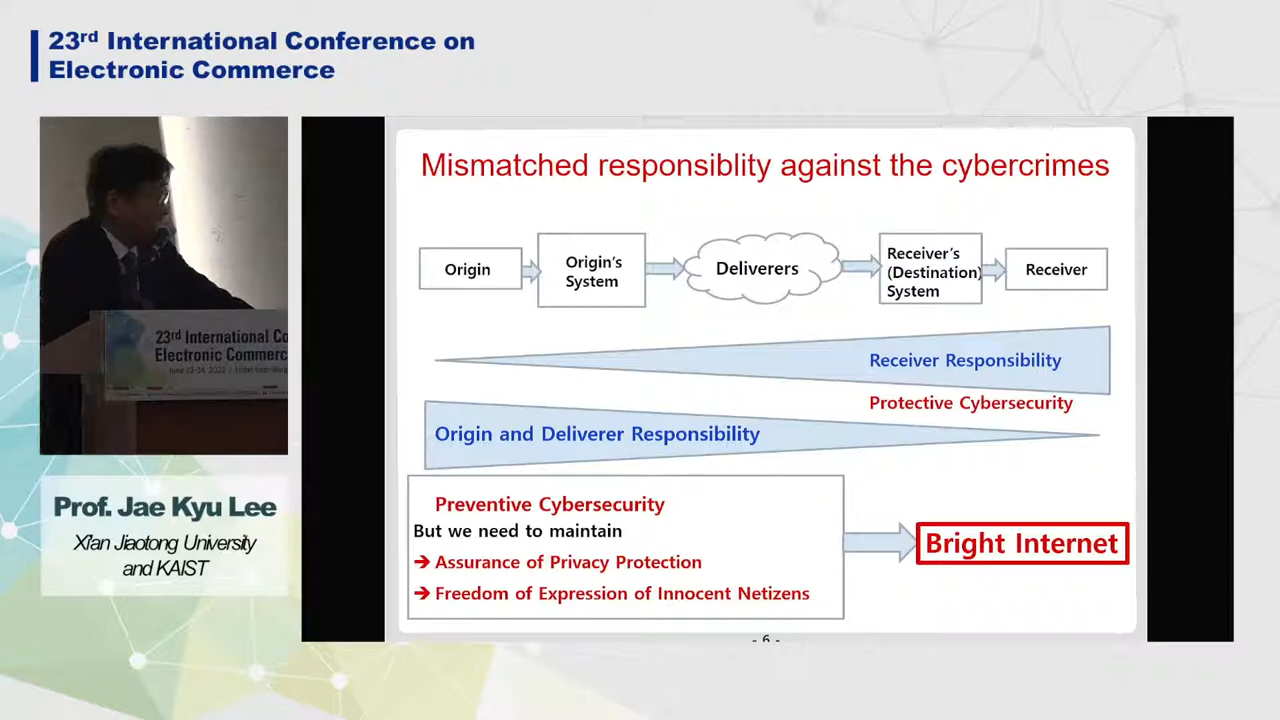 23rd International Conference on
Electronic Commerce
23rd International Co
Electronic Commerc
Prof. Jae Kyu Lee
Xi'an Jiaotong University
and KAIST
Mismatched responsiblity against the cybercrimes
Origin
Origin's
System
Deliverers
Receiver's
(Destination)
System
Receiver
Receiver Responsibility
Protective Cybersecurity
Origin and Deliverer Responsibility
Preventive Cybersecurity
But we need to maintain
➔ Assurance of Privacy Protection
➔ Freedom of Expression of Innocent Netizens
Bright Internet
- 6 -